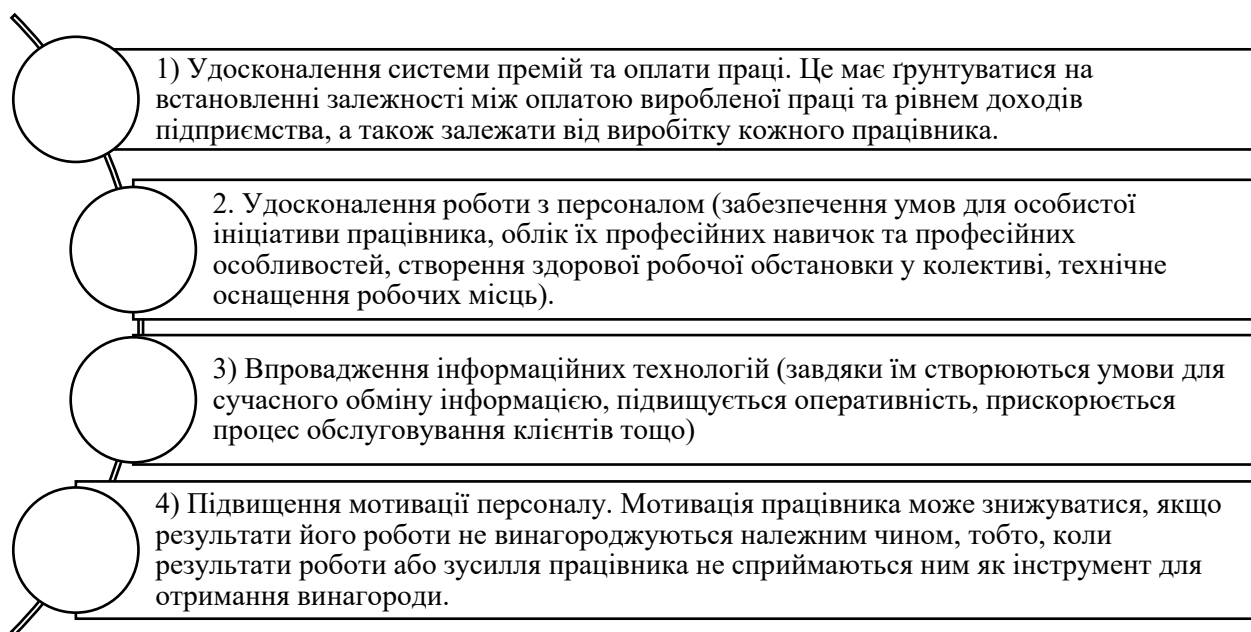 1) Удосконалення системи премій та оплати праці. Це має ґрунтуватися на
встановленні залежності між оплатою виробленої праці та рівнем доходів
підприємства, а також залежати від виробітку кожного працівника.
2. Удосконалення роботи з персоналом (забезпечення умов для особистої
ініціативи працівника, облік їх професійних навичок та професійних
особливостей, створення здорової робочої обстановки у колективі, технічне
оснащення робочих місць).
3) Впровадження інформаційних технологій (завдяки їм створюються умови для
сучасного обміну інформацією, підвищується оперативність, прискорюється
процес обслуговування клієнтів тощо)
4) Підвищення мотивації персоналу. Мотивація працівника може знижуватися, якщо
результати його роботи не винагороджуються належним чином, тобто, коли
результати роботи або зусилля працівника не сприймаються ним як інструмент для
отримання винагороди.